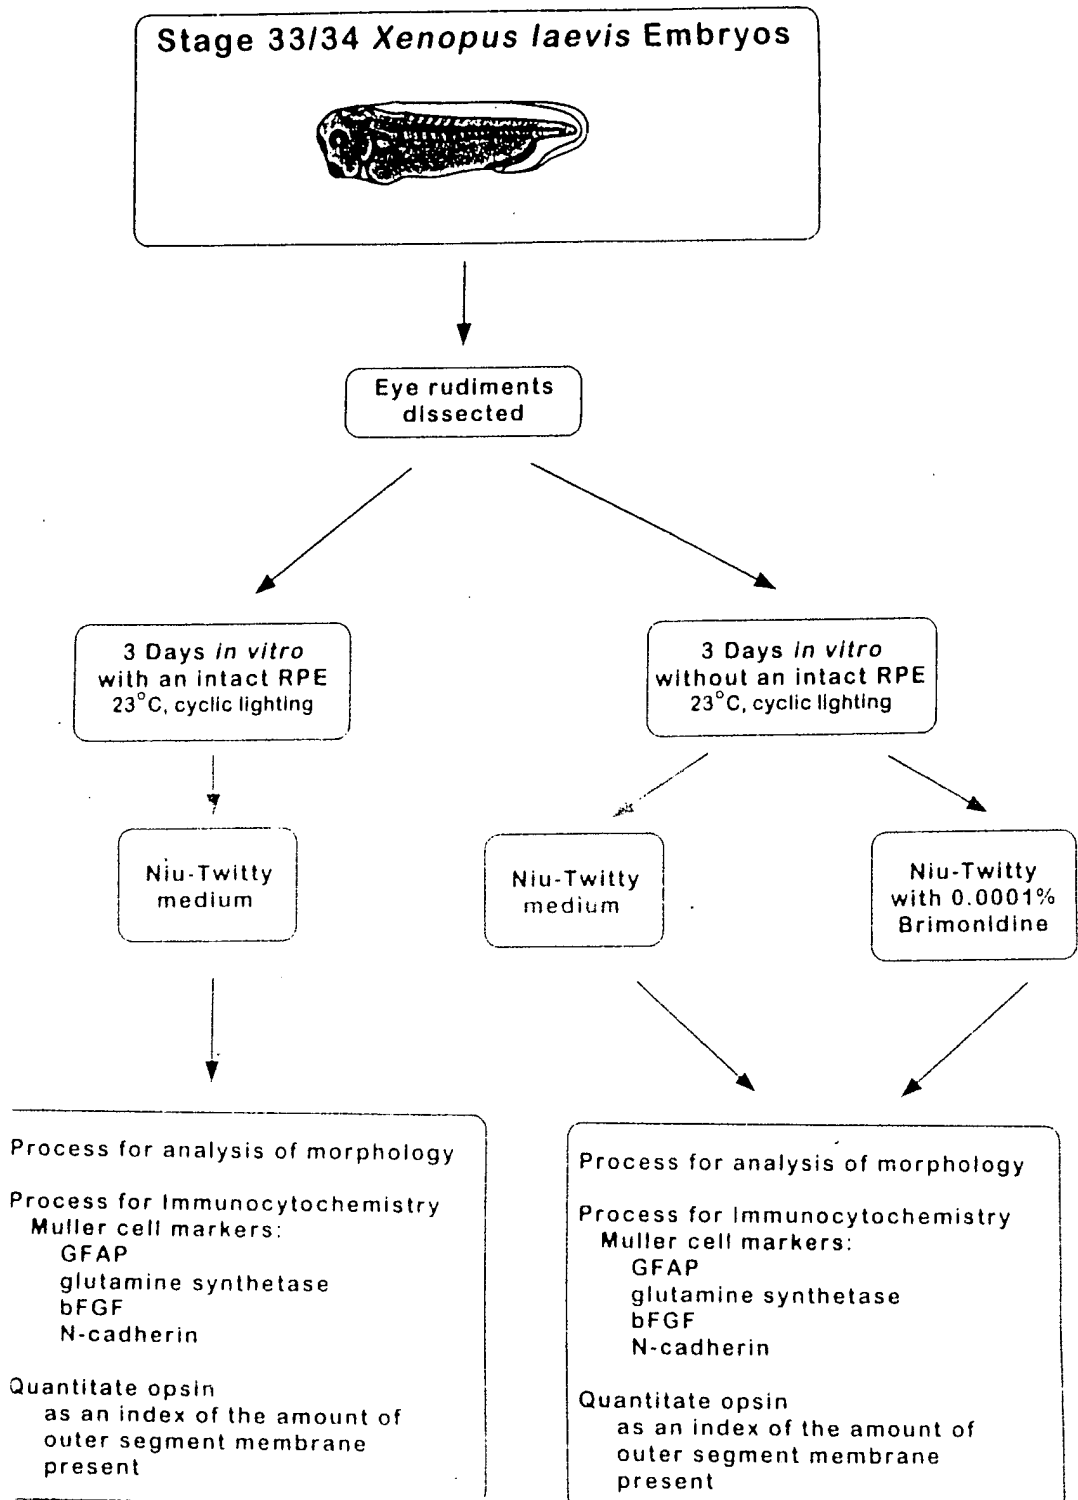 Stage 33/34 Xenopus laevis Embryos
Eye rudiments
dissected
3 Days in vitro
with an intact RPE
23°C, cyclic lighting
3 Days in vitro
without an intact RPE
23°C, cyclic lighting
Niu-Twitty
medium
Niu-Twitty
medium
Niu-Twitty
with 0.0001%
Brimonidine
Process for analysis of morphology
Process for Immunocytochemistry
Muller cell markers:
GFAP
glutamine synthetase
bFGF
N-cadherin
Quantitate opsin
as an index of the amount of
outer segment membrane
present
Process for analysis of morphology
Process for Immunocytochemistry
Muller cell markers:
GFAP
glutamine synthetase
bFGF
N-cadherin
Quantitate opsin
as an index of the amount of
outer segment membrane
present